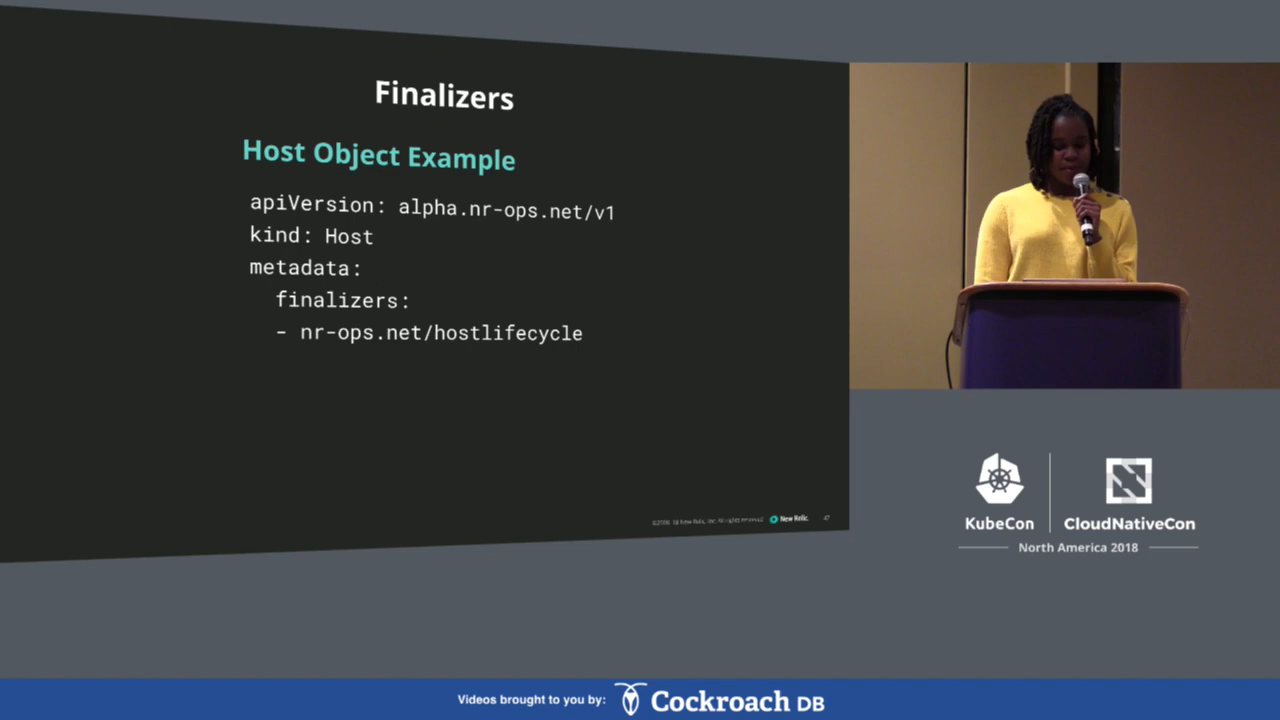 Finalizers
Host Object Example
apiVersion: alpha.nr-ops.net/v1
kind: Host
metadata:
finalizers:
- nr-ops.net/hostlifecycle
New Relic
47
KubeCon
CloudNativeCon
North America 2018
Videos brought to you by:
Cockroach DB